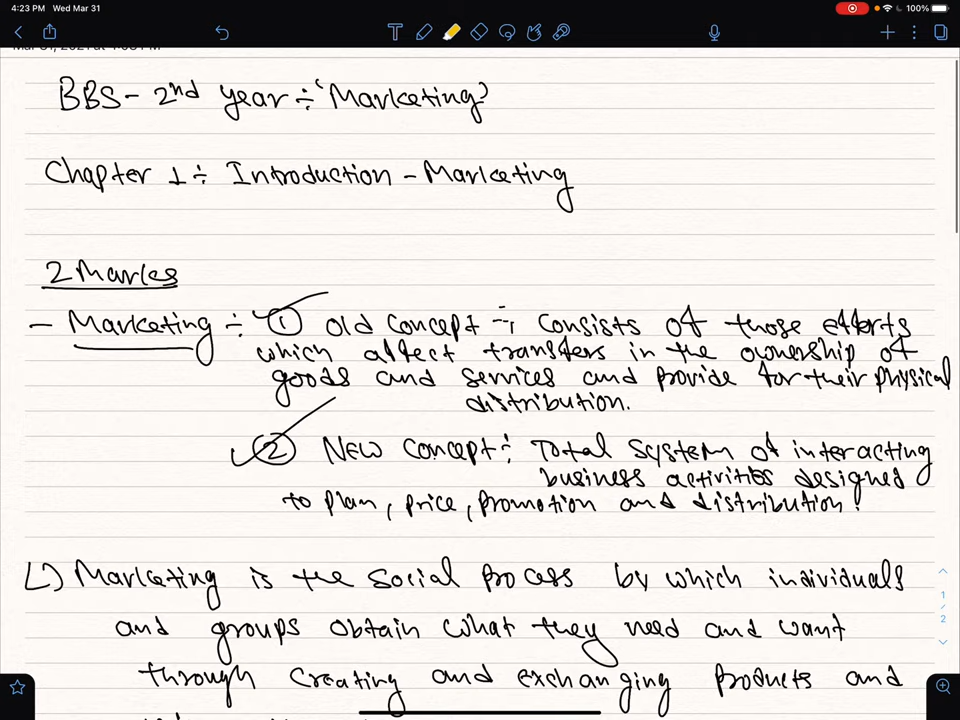 4:23 PM Wed Mar 31
100%
BBS - 2nd year ÷ 'Marketing'
Chapter 1 ÷ Introduction - Marketing
2 Marks
- Marketing ÷ ① Old Concept ÷ Consists of those efforts
which affect transfers in the ownership of
goods and services and provide for their physical
distribution.
② New Concept ÷ Total System of interacting
business activities designed
to plan, price, promotion and distribution.
Marketing is the Social Process by which individuals
and groups obtain what they need and want
through creating and exchanging products and
1
/
2